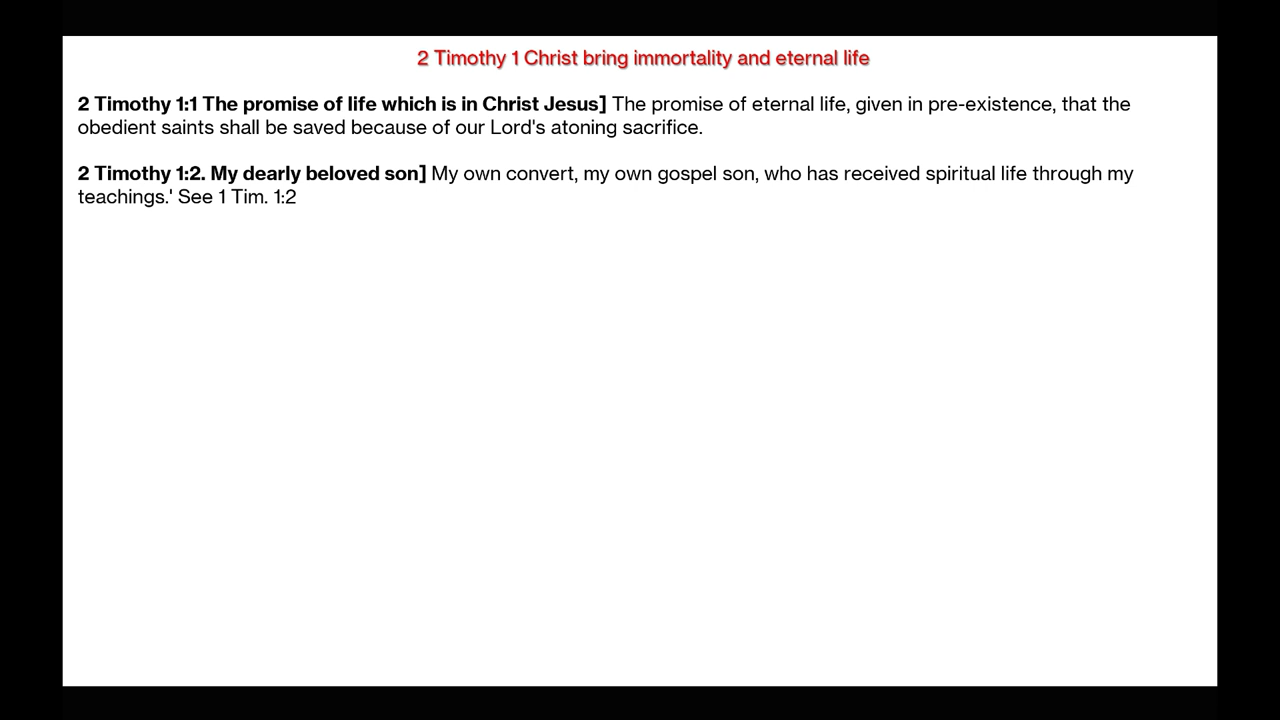 2 Timothy 1 Christ bring immortality and eternal life
2 Timothy 1:1 The promise of life which is in Christ Jesus] The promise of eternal life, given in pre-existence, that the
obedient saints shall be saved because of our Lord's atoning sacrifice.
2 Timothy 1:2. My dearly beloved son] My own convert, my own gospel son, who has received spiritual life through my
teachings.' See 1 Tim. 1:2